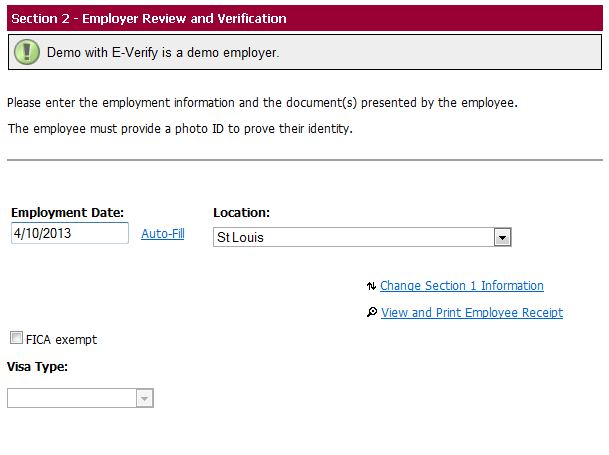 Section 2 - Employer Review and Verification
Demo with E-Verify is a demo employer.
Please enter the employment information and the document(s) presented by the employee.
The employee must provide a photo ID to prove their identity.
Employment Date: Location:
4/10/2013 Auto-Fill St Louis
Change Section 1 Information
View and Print Employee Receipt
FICA exempt
Visa Type: